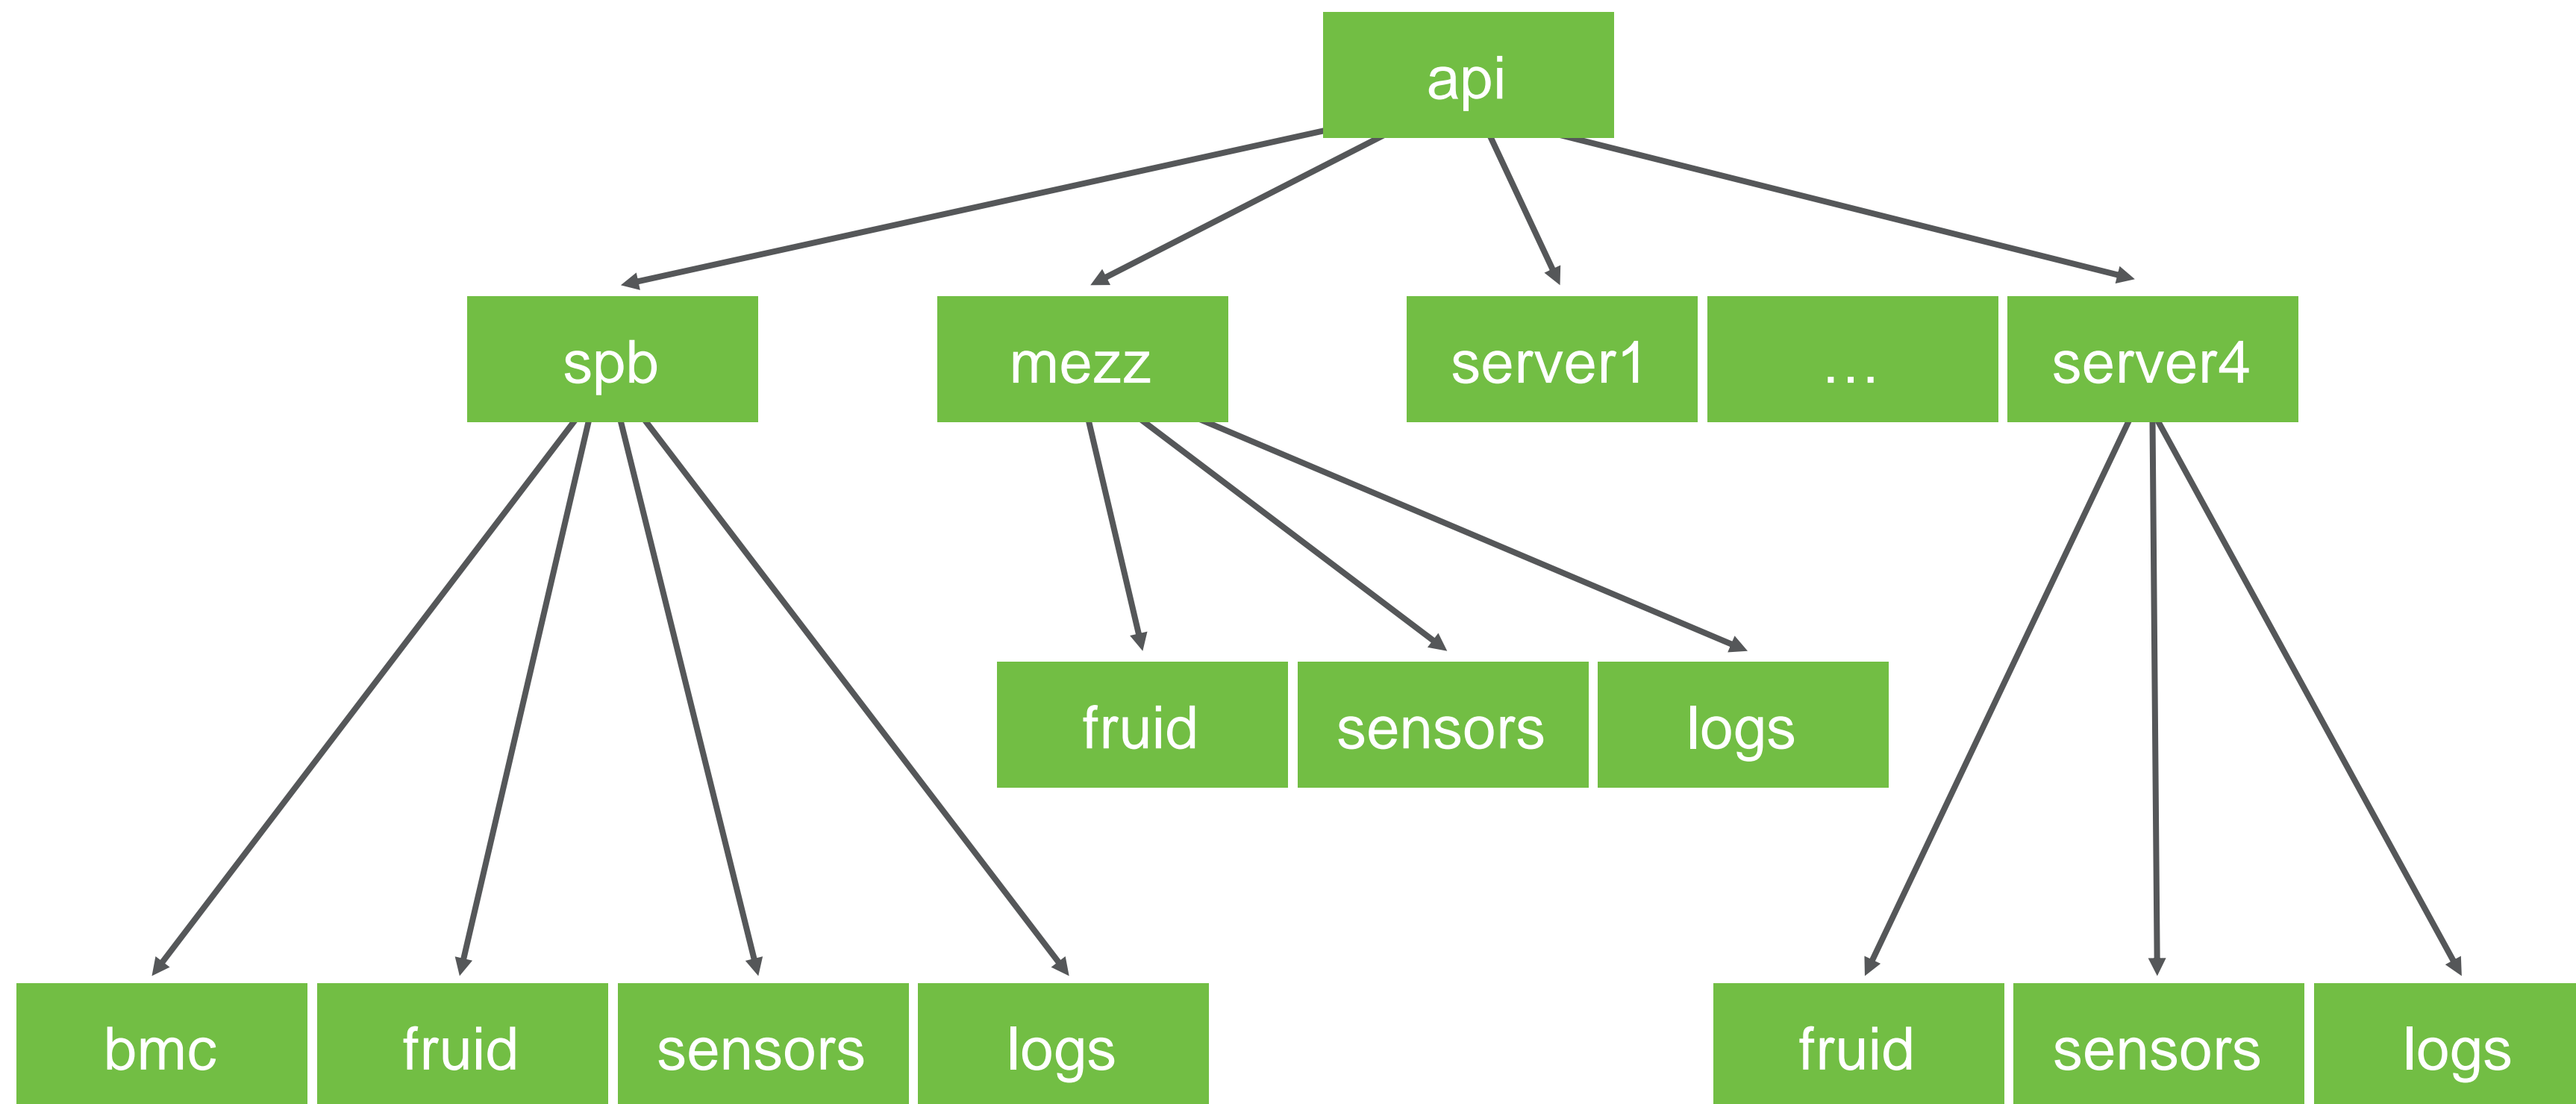 api
spb
mezz
server1
…
server4
fruid
sensors
logs
bmc
fruid
sensors
logs
fruid
sensors
logs